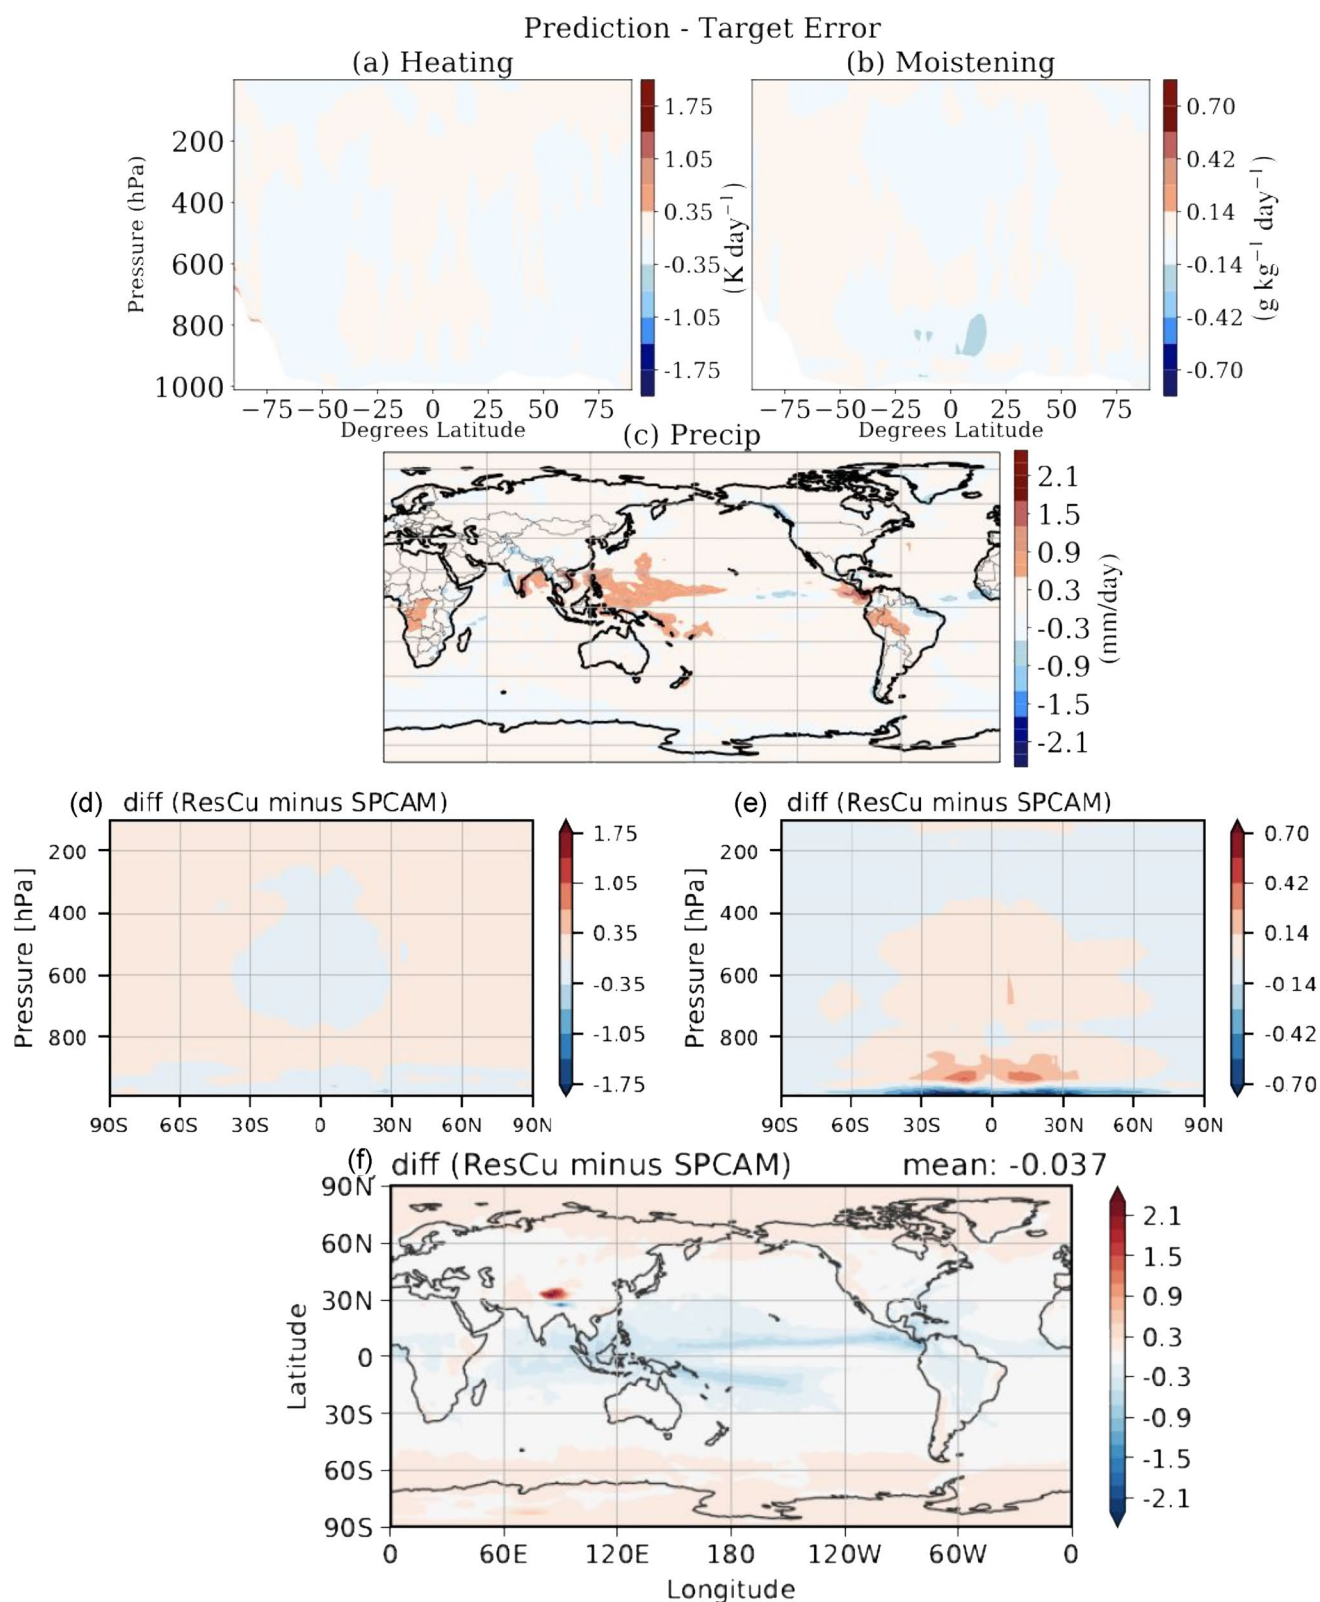 Prediction - Target Error
(a) Heating
(b) Moistening
Pressure (hPa)
200
400
600
800
1000
−75 −50 −25 0 25 50 75
Degrees Latitude
1.75
1.05
0.35
-0.35
-1.05
-1.75
(K day−1)
−75 −50 −25 0 25 50 75
Degrees Latitude
0.70
0.42
0.14
-0.14
-0.42
-0.70
(g kg−1 day−1)
(c) Precip
2.1
1.5
0.9
0.3
-0.3
-0.9
-1.5
-2.1
(mm/day)
(d) diff (ResCu minus SPCAM)
Pressure [hPa]
200
400
600
800
90S 60S 30S 0 30N 60N 90N
1.75
1.05
0.35
-0.35
-1.05
-1.75
(e) diff (ResCu minus SPCAM)
Pressure [hPa]
200
400
600
800
90S 60S 30S 0 30N 60N 90N
0.70
0.42
0.14
-0.14
-0.42
-0.70
(f) diff (ResCu minus SPCAM) mean: -0.037
Latitude
90N
60N
30N
0
30S
60S
90S
0 60E 120E 180 120W 60W 0
Longitude
2.1
1.5
0.9
0.3
-0.3
-0.9
-1.5
-2.1